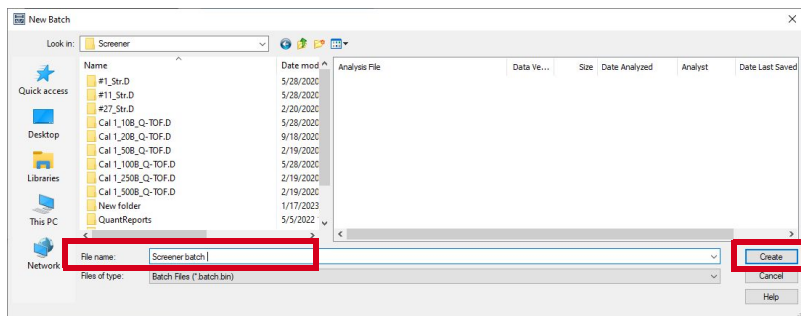 New Batch
Look in: Screener
Name Date mod Analysis File Data Ve... Size Date Analyzed Analyst Date Last Saved
#1_Str.D 5/28/2020
#11_Str.D 5/28/2020
#27_Str.D 2/20/2020
Cal 1_10B_Q-TOF.D 5/28/2020
Cal 1_20B_Q-TOF.D 9/18/2020
Cal 1_50B_Q-TOF.D 2/19/2020
Cal 1_100B_Q-TOF.D 5/28/2020
Cal 1_250B_Q-TOF.D 2/19/2020
Cal 1_500B_Q-TOF.D 2/19/2020
New folder 1/17/2023
QuantReports 5/5/2022
Quick access
Desktop
Libraries
This PC
Network
File name: Screener batch Create
Files of type: Batch Files (*.batch.bin) Cancel
Help